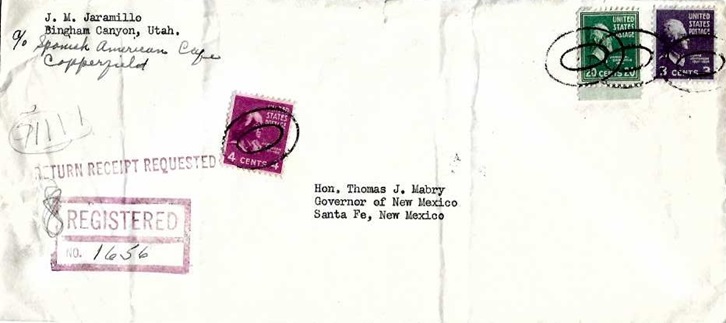 J. M. Jaramillo
Bingham Canyon, Utah.
c/o Spanish American Cafe
Copperfield
UNITED STATES POSTAGE
20 CENTS 20
UNITED STATES POSTAGE
3 CENTS 3
UNITED STATES POSTAGE
4 CENTS 4
RETURN RECEIPT REQUESTED
REGISTERED
NO. 1656
Hon. Thomas J. Mabry
Governor of New Mexico
Santa Fe, New Mexico